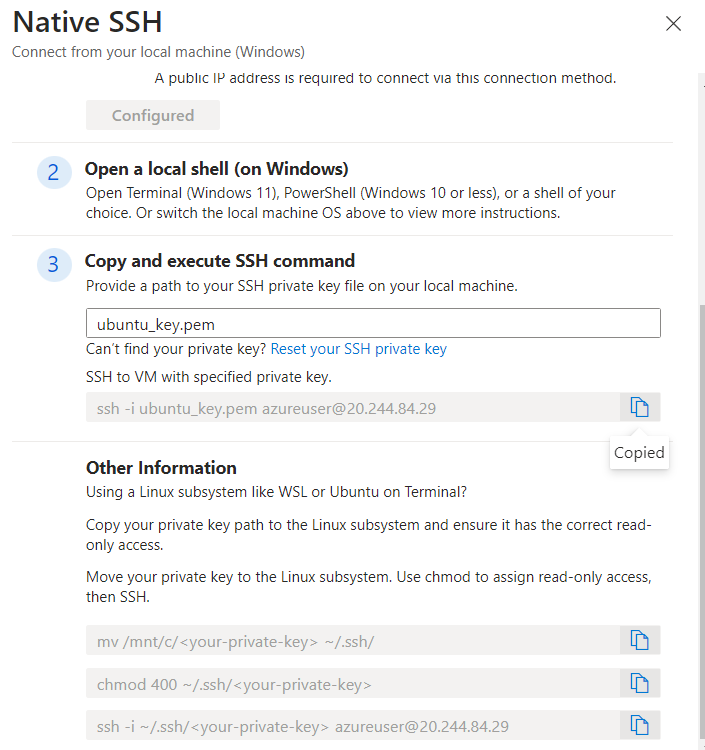 Native SSH
Connect from your local machine (Windows)
A public IP address is required to connect via this connection method.
Configured
2
Open a local shell (on Windows)
Open Terminal (Windows 11), PowerShell (Windows 10 or less), or a shell of your
choice. Or switch the local machine OS above to view more instructions.
3
Copy and execute SSH command
Provide a path to your SSH private key file on your local machine.
ubuntu_key.pem
Can't find your private key? Reset your SSH private key
SSH to VM with specified private key.
ssh -i ubuntu_key.pem azureuser@20.244.84.29
Copied
Other Information
Using a Linux subsystem like WSL or Ubuntu on Terminal?
Copy your private key path to the Linux subsystem and ensure it has the correct read-
only access.
Move your private key to the Linux subsystem. Use chmod to assign read-only access,
then SSH.
mv /mnt/c/<your-private-key> ~/.ssh/
chmod 400 ~/.ssh/<your-private-key>
ssh -i ~/.ssh/<your-private-key> azureuser@20.244.84.29